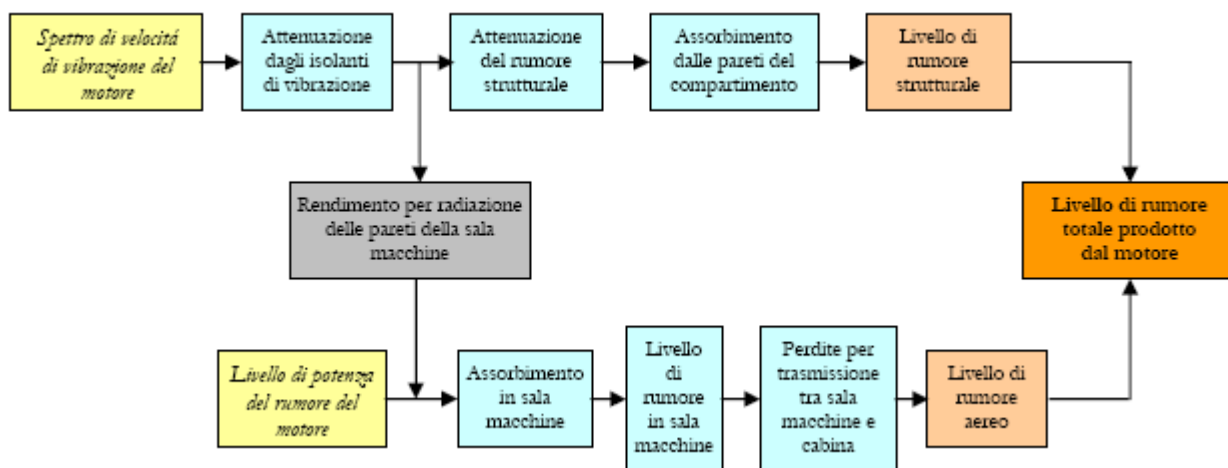 Spettro di velocitá
di vibrazione del
motore
Attenuazione
dagli isolanti
di vibrazione
Attenuazione
del rumore
strutturale
Assorbimento
dalle pareti del
compartimento
Livello di
rumore
strutturale
Rendimento per radiazione
delle pareti della sala
macchine
Livello di rumore
totale prodotto
dal motore
Livello di potenza
del rumore del
motore
Assorbimento
in sala
macchine
Livello
di
rumore
in sala
macchine
Perdite per
trasmissione
tra sala
macchine e
cabina
Livello di
rumore
aereo